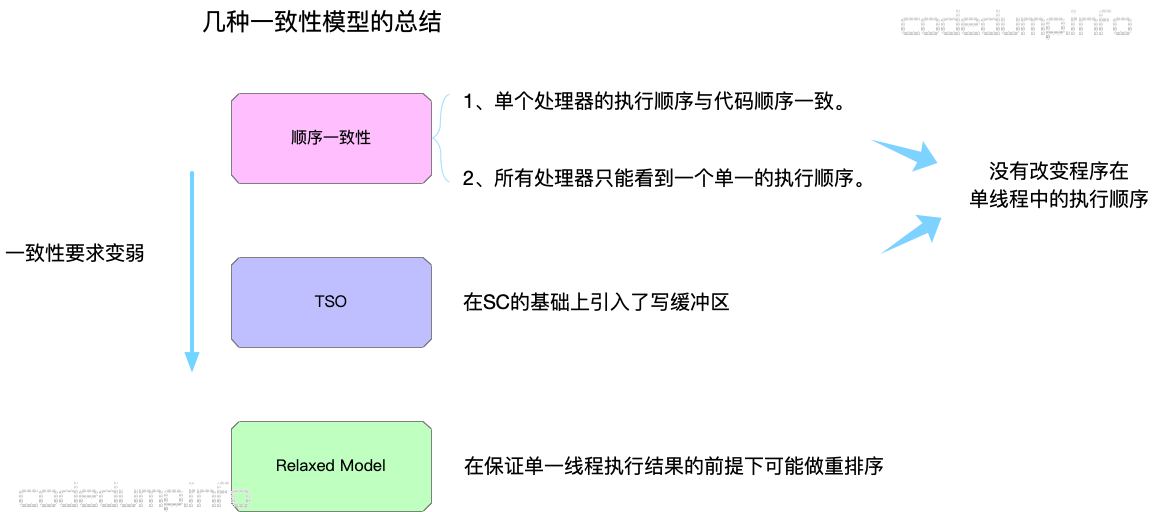 几种一致性模型的总结
codedump.info
顺序一致性
1、单个处理器的执行顺序与代码顺序一致。
2、所有处理器只能看到一个单一的执行顺序。
没有改变程序在
单线程中的执行顺序
一致性要求变弱
TSO
在SC的基础上引入了写缓冲区
Relaxed Model
在保证单一线程执行结果的前提下可能做重排序
codedump.info